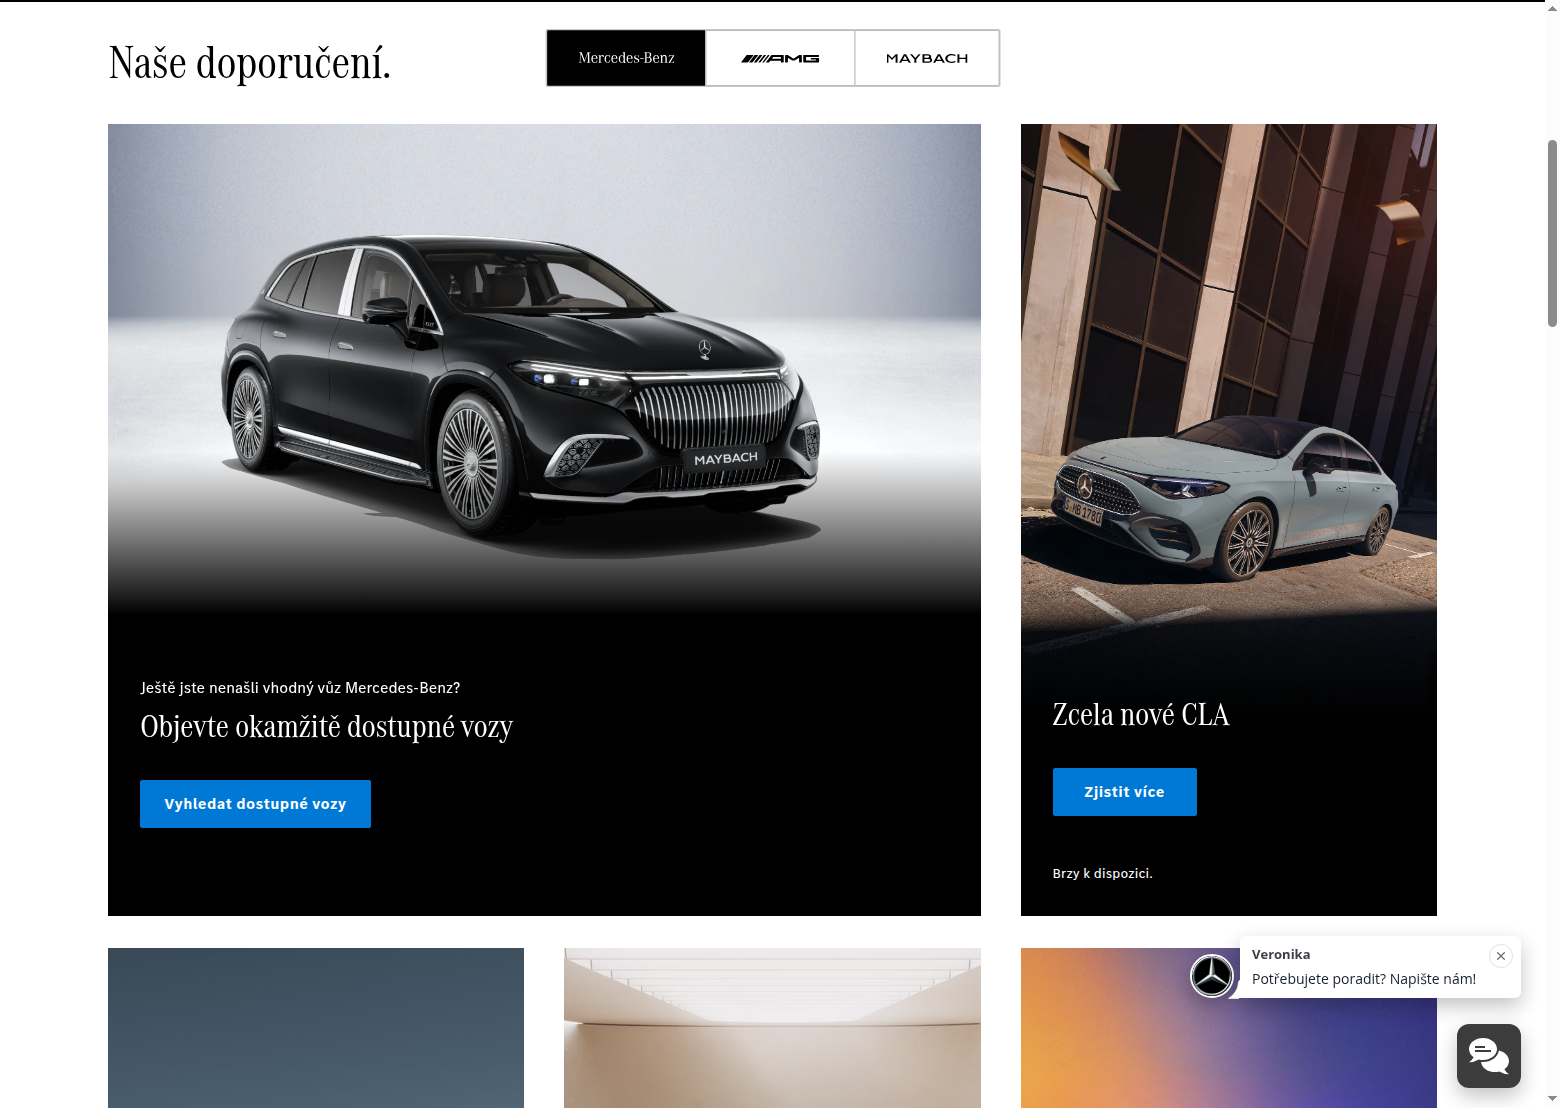 Naše doporučení.
Mercedes-Benz
AMG
MAYBACH
MAYBACH
Ještě jste nenašli vhodný vůz Mercedes-Benz?
Objevte okamžitě dostupné vozy
Vyhledat dostupné vozy
Zcela nové CLA
Zjistit více
Brzy k dispozici.
Veronika
Potřebujete poradit? Napište nám!